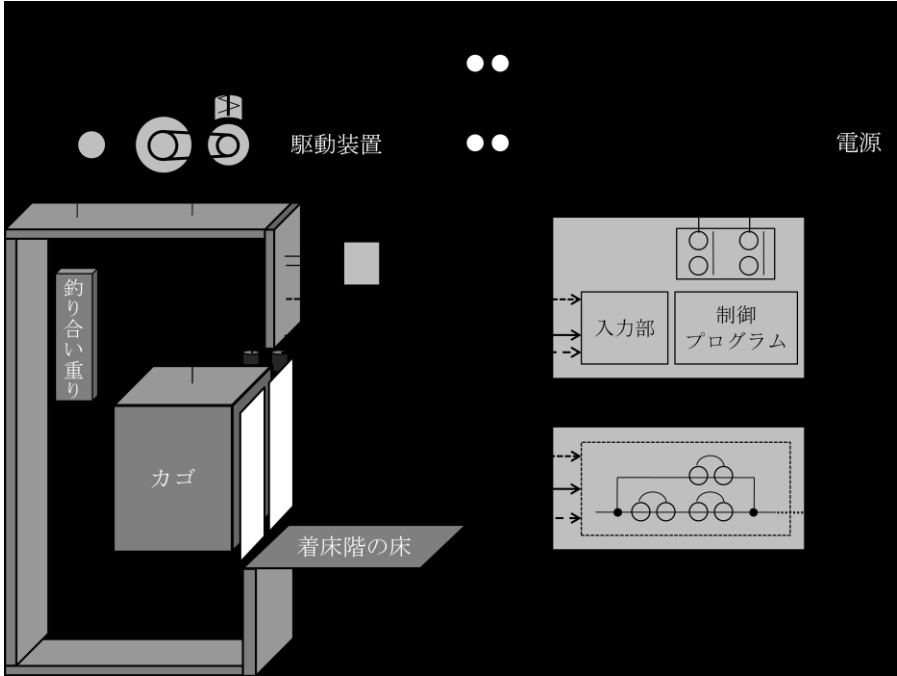 駆動装置
電源
釣り合い重り
入力部
制御
プログラム
カゴ
着床階の床